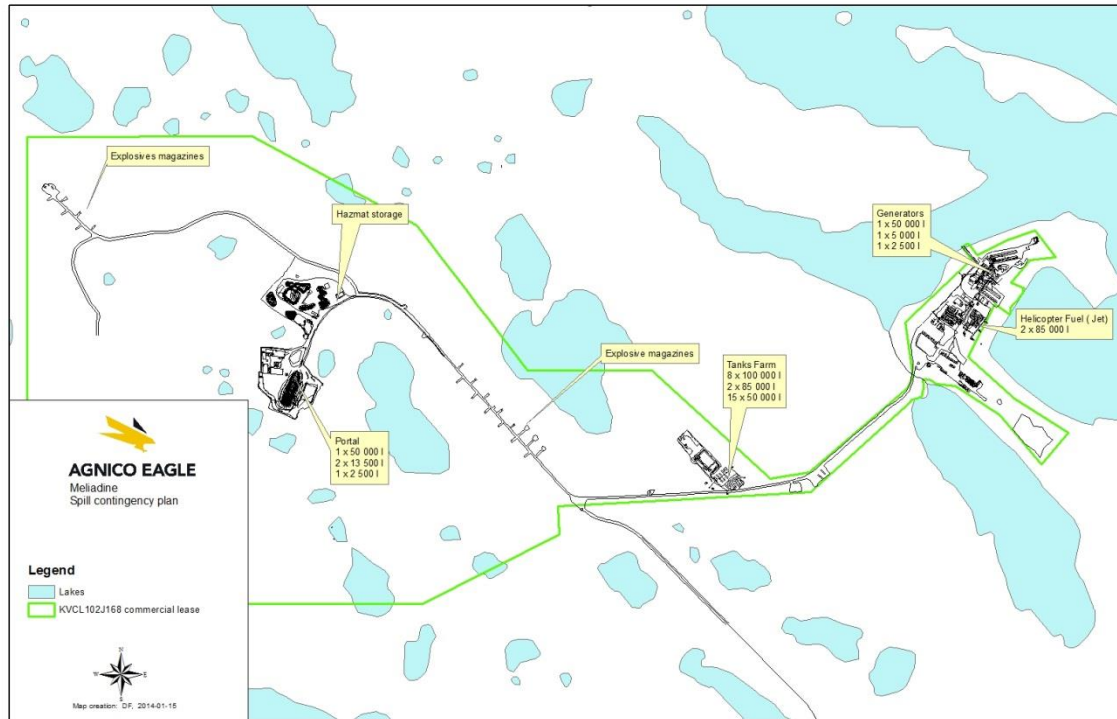 Explosives magazines
Hazmat storage
Generators
1 x 50 000 l
1 x 5 000 l
1 x 2 500 l
Helicopter Fuel ( Jet)
2 x 85 000 l
Explosive magazines
Tanks Farm
8 x 100 000 l
2 x 85 000 l
15 x 50 000 l
Portal
1 x 50 000 l
2 x 13 500 l
1 x 2 500 l
AGNICO EAGLE
Meliadine
Spill contingency plan
Legend
Lakes
KVCL102J168 commercial lease
N
W E
S
Map creation: DF, 2014-01-15